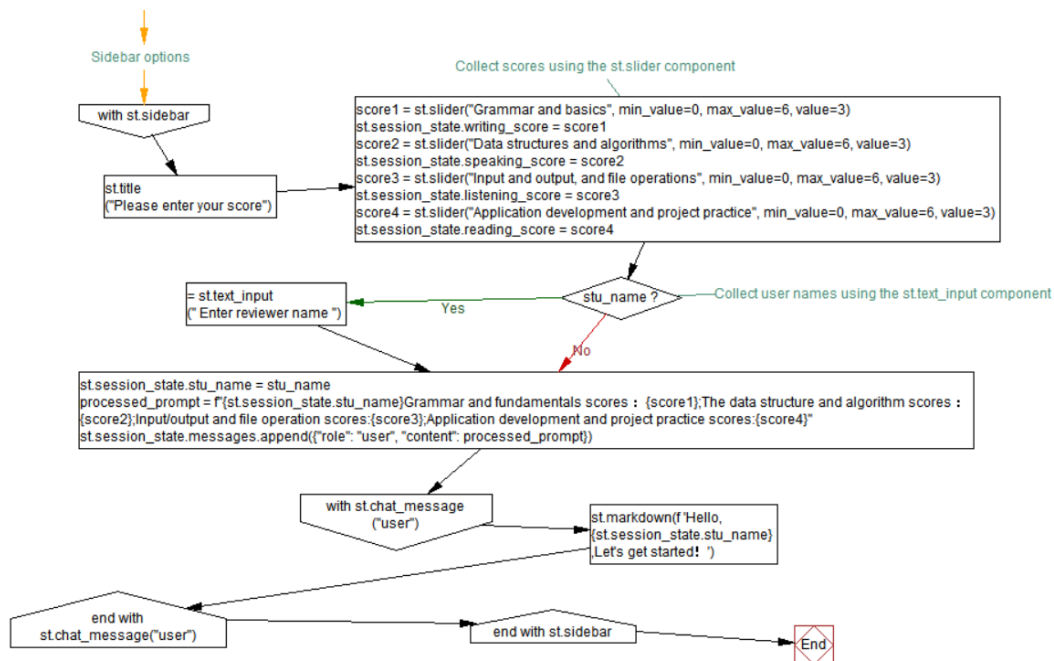 Sidebar options
Collect scores using the st.slider component
with st.sidebar
score1 = st.slider("Grammar and basics", min_value=0, max_value=6, value=3)
st.session_state.writing_score = score1
score2 = st.slider("Data structures and algorithms", min_value=0, max_value=6, value=3)
st.session_state.speaking_score = score2
score3 = st.slider("Input and output, and file operations", min_value=0, max_value=6, value=3)
st.session_state.listening_score = score3
score4 = st.slider("Application development and project practice", min_value=0, max_value=6, value=3)
st.session_state.reading_score = score4
st.title
("Please enter your score")
stu_name ?
Collect user names using the st.text_input component
= st.text_input
(" Enter reviewer name ")
Yes
No
st.session_state.stu_name = stu_name
processed_prompt = f"{st.session_state.stu_name}Grammar and fundamentals scores： {score1};The data structure and algorithm scores：
{score2};Input/output and file operation scores:{score3};Application development and project practice scores:{score4}"
st.session_state.messages.append({"role": "user", "content": processed_prompt})
with st.chat_message
("user")
st.markdown(f 'Hello,
{st.session_state.stu_name}
,Let's get started！')
end with
st.chat_message("user")
end with st.sidebar
End